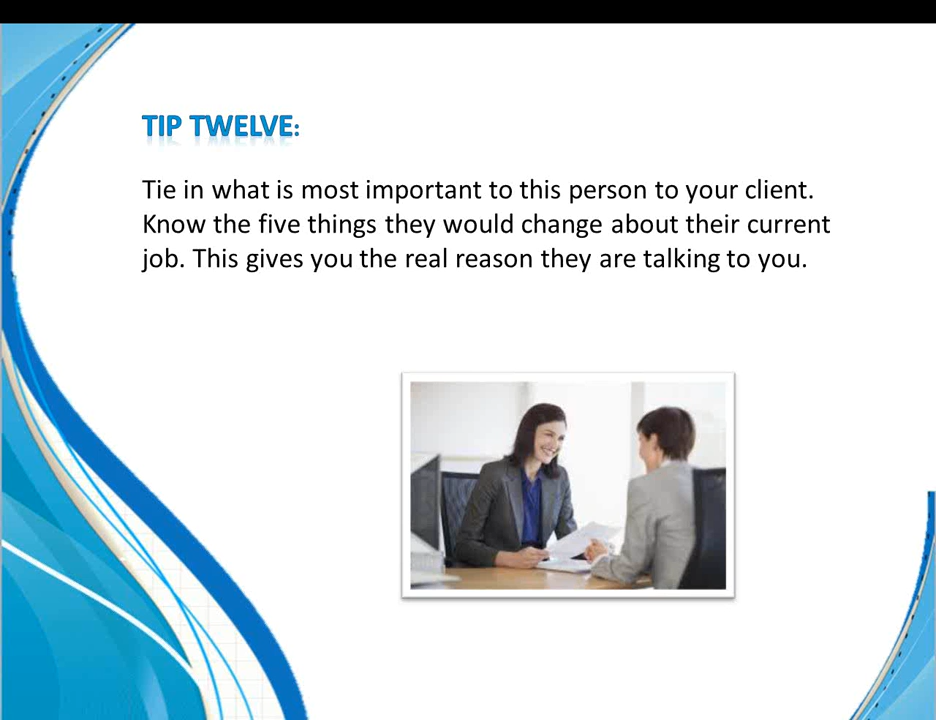 TIP TWELVE:
Tie in what is most important to this person to your client.
Know the five things they would change about their current
job. This gives you the real reason they are talking to you.